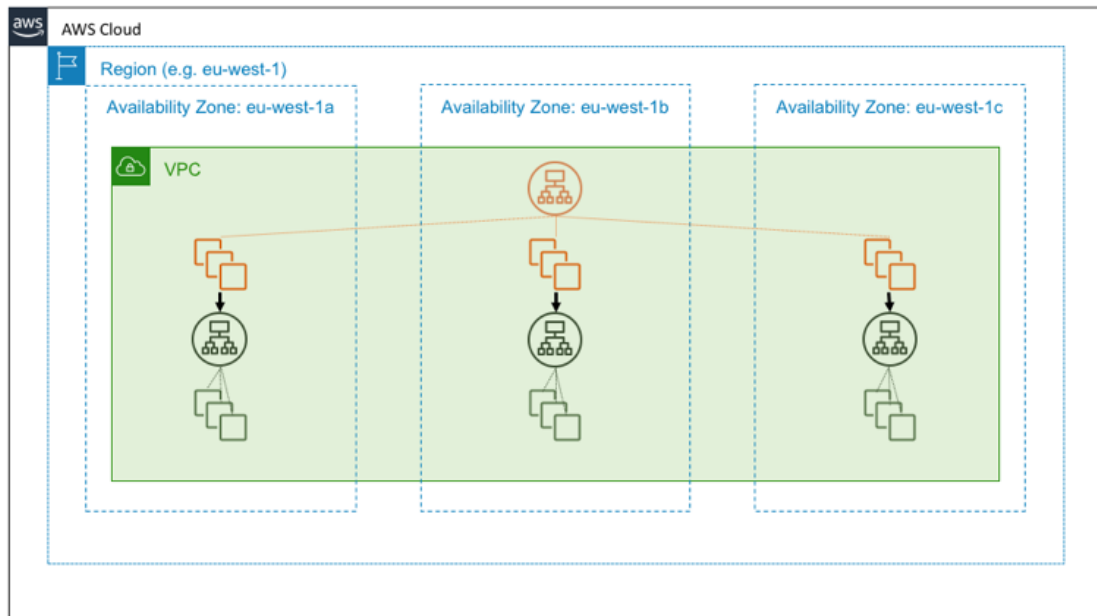 aws
AWS Cloud
Region (e.g. eu-west-1)
Availability Zone: eu-west-1a
Availability Zone: eu-west-1b
Availability Zone: eu-west-1c
VPC